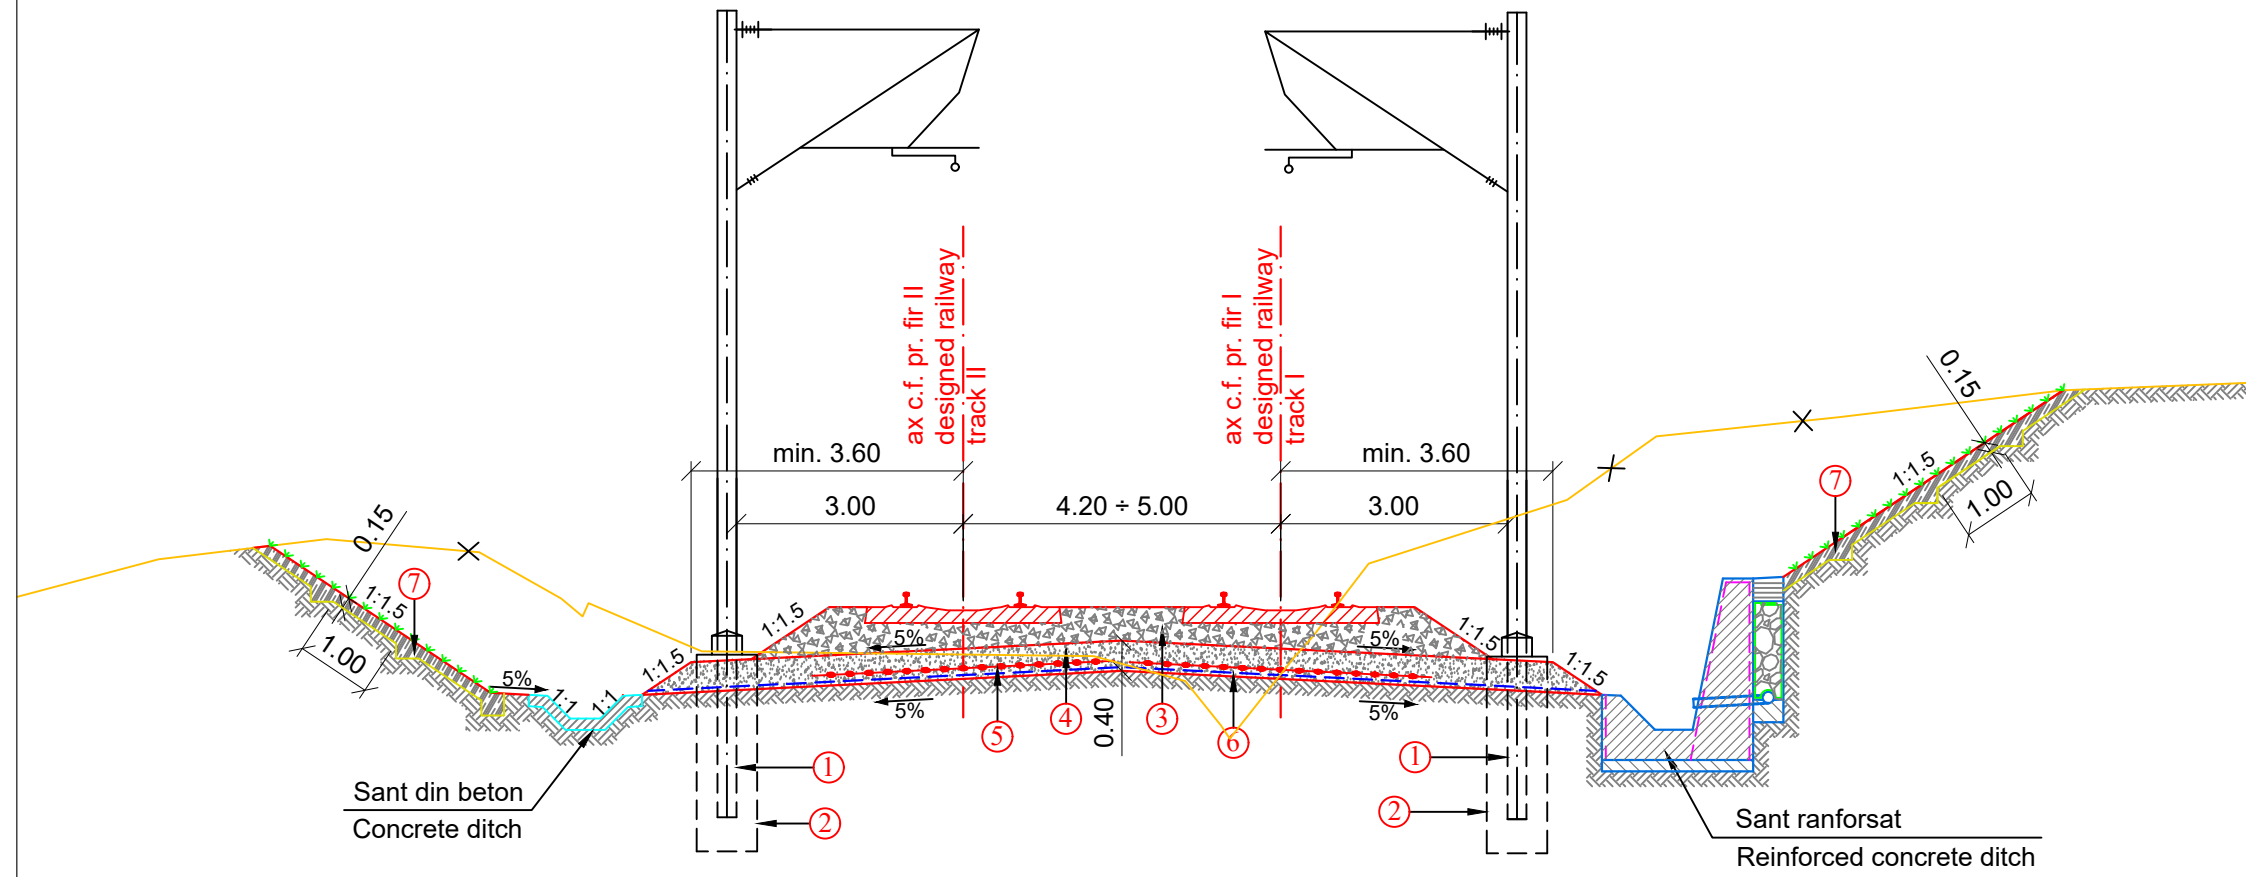 ax c.f. pr. fir II
designed railway
track II
ax c.f. pr. fir I
designed railway
track I
min. 3.60
min. 3.60
3.00
4.20 ÷ 5.00
3.00
0.15
1:1.5
1.00
7
5%
1:1
1:1
1:1.5
1:1.5
5%
5%
1:1.5
1:1.5
5%
5%
5
4
0.40
3
6
1
2
1
2
7
0.15
1:1.5
1.00
Sant din beton
Concrete ditch
Sant ranforsat
Reinforced concrete ditch